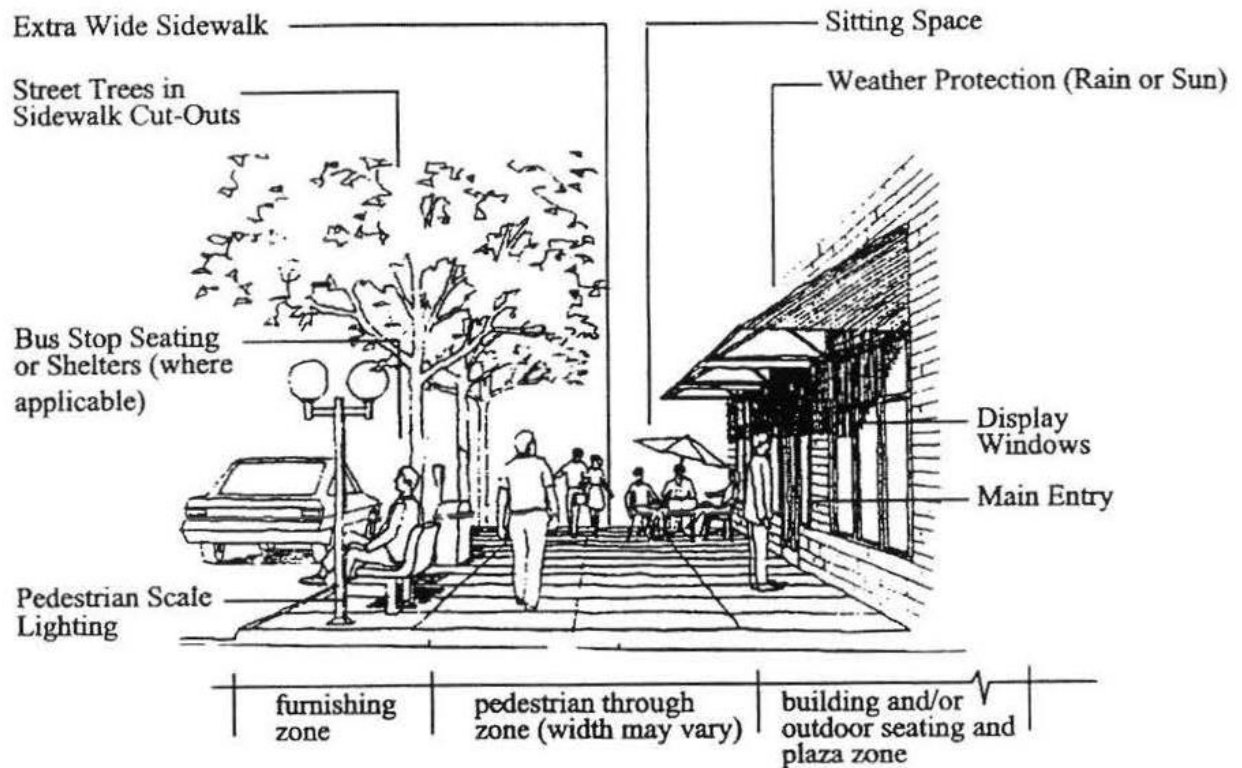 Extra Wide Sidewalk
Sitting Space
Street Trees in
Sidewalk Cut-Outs
Weather Protection (Rain or Sun)
Bus Stop Seating
or Shelters (where
applicable)
Display
Windows
Main Entry
Pedestrian Scale
Lighting
furnishing
zone
pedestrian through
zone (width may vary)
building and/or
outdoor seating and
plaza zone